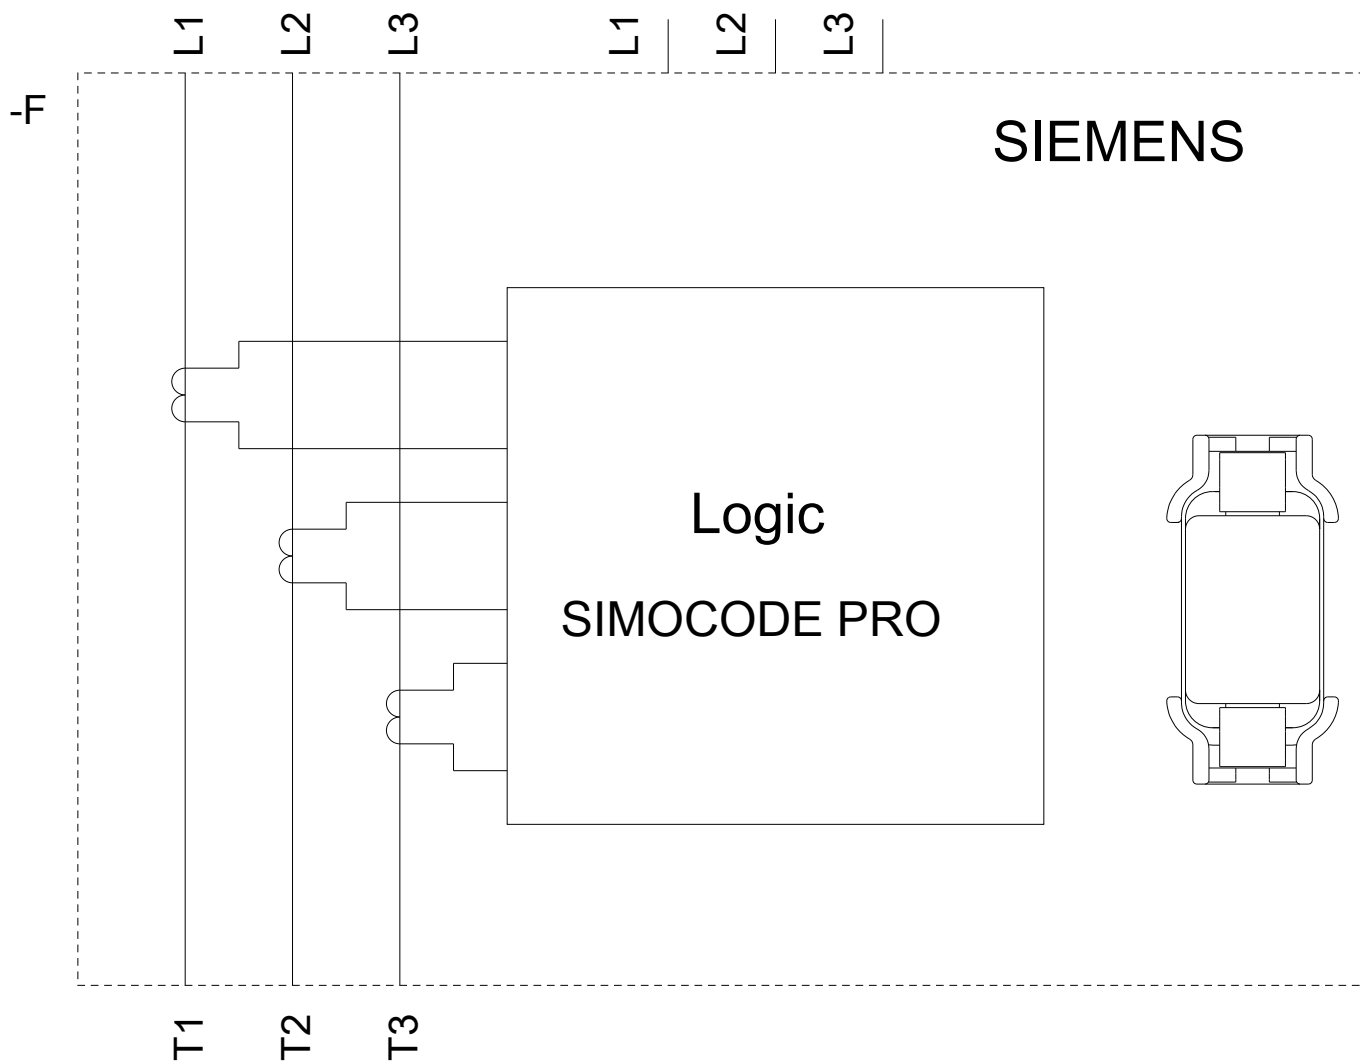 L1 L2 L3 L1 L2 L3
-F
SIEMENS
Logic
SIMOCODE PRO
T1 T2 T3